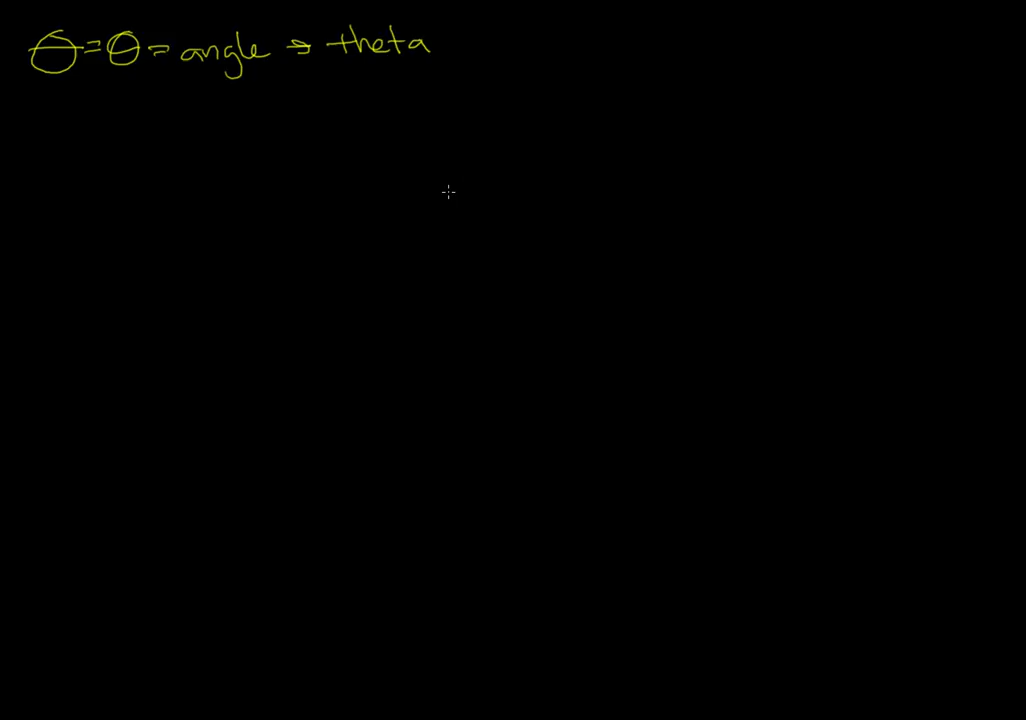 θ = θ = angle → theta